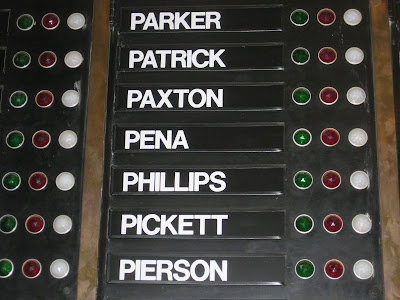 PARKER
PATRICK
PAXTON
PENA
PHILLIPS
PICKETT
PIERSON